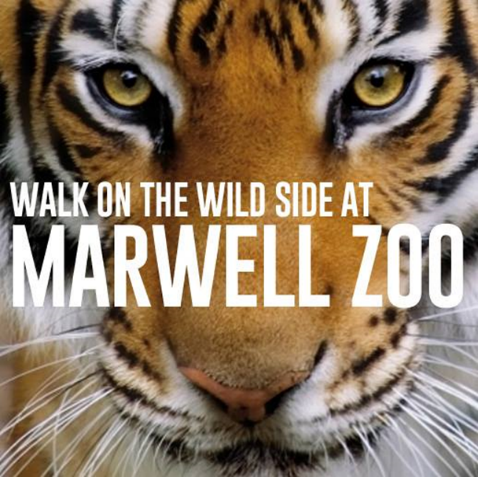 WALK ON THE WILD SIDE AT
MARWELL ZOO